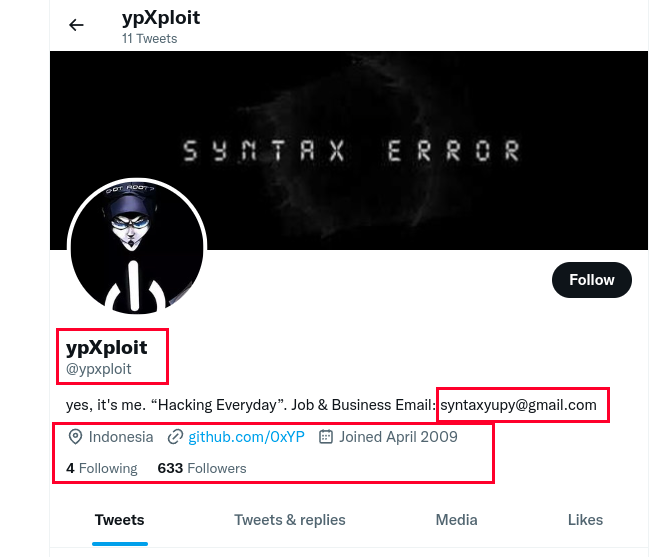 ypXploit
11 Tweets
SYNTAX ERROR
GOT ROOT?
Follow
ypXploit
@ypxploit
yes, it's me. “Hacking Everyday”. Job & Business Email: syntaxyupy@gmail.com
Indonesia github.com/0xYP Joined April 2009
4 Following 633 Followers
Tweets Tweets & replies Media Likes